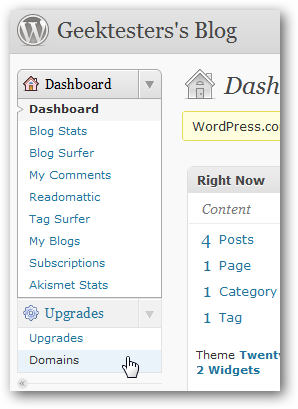 Geektesters's Blog
Dashboard
Dashboard
Blog Stats
Blog Surfer
My Comments
Readomattic
Tag Surfer
My Blogs
Subscriptions
Akismet Stats
Upgrades
Upgrades
Domains
Dash
WordPress.co
Right Now
Content
4 Posts
1 Page
1 Category
1 Tag
Theme Twenty
2 Widgets